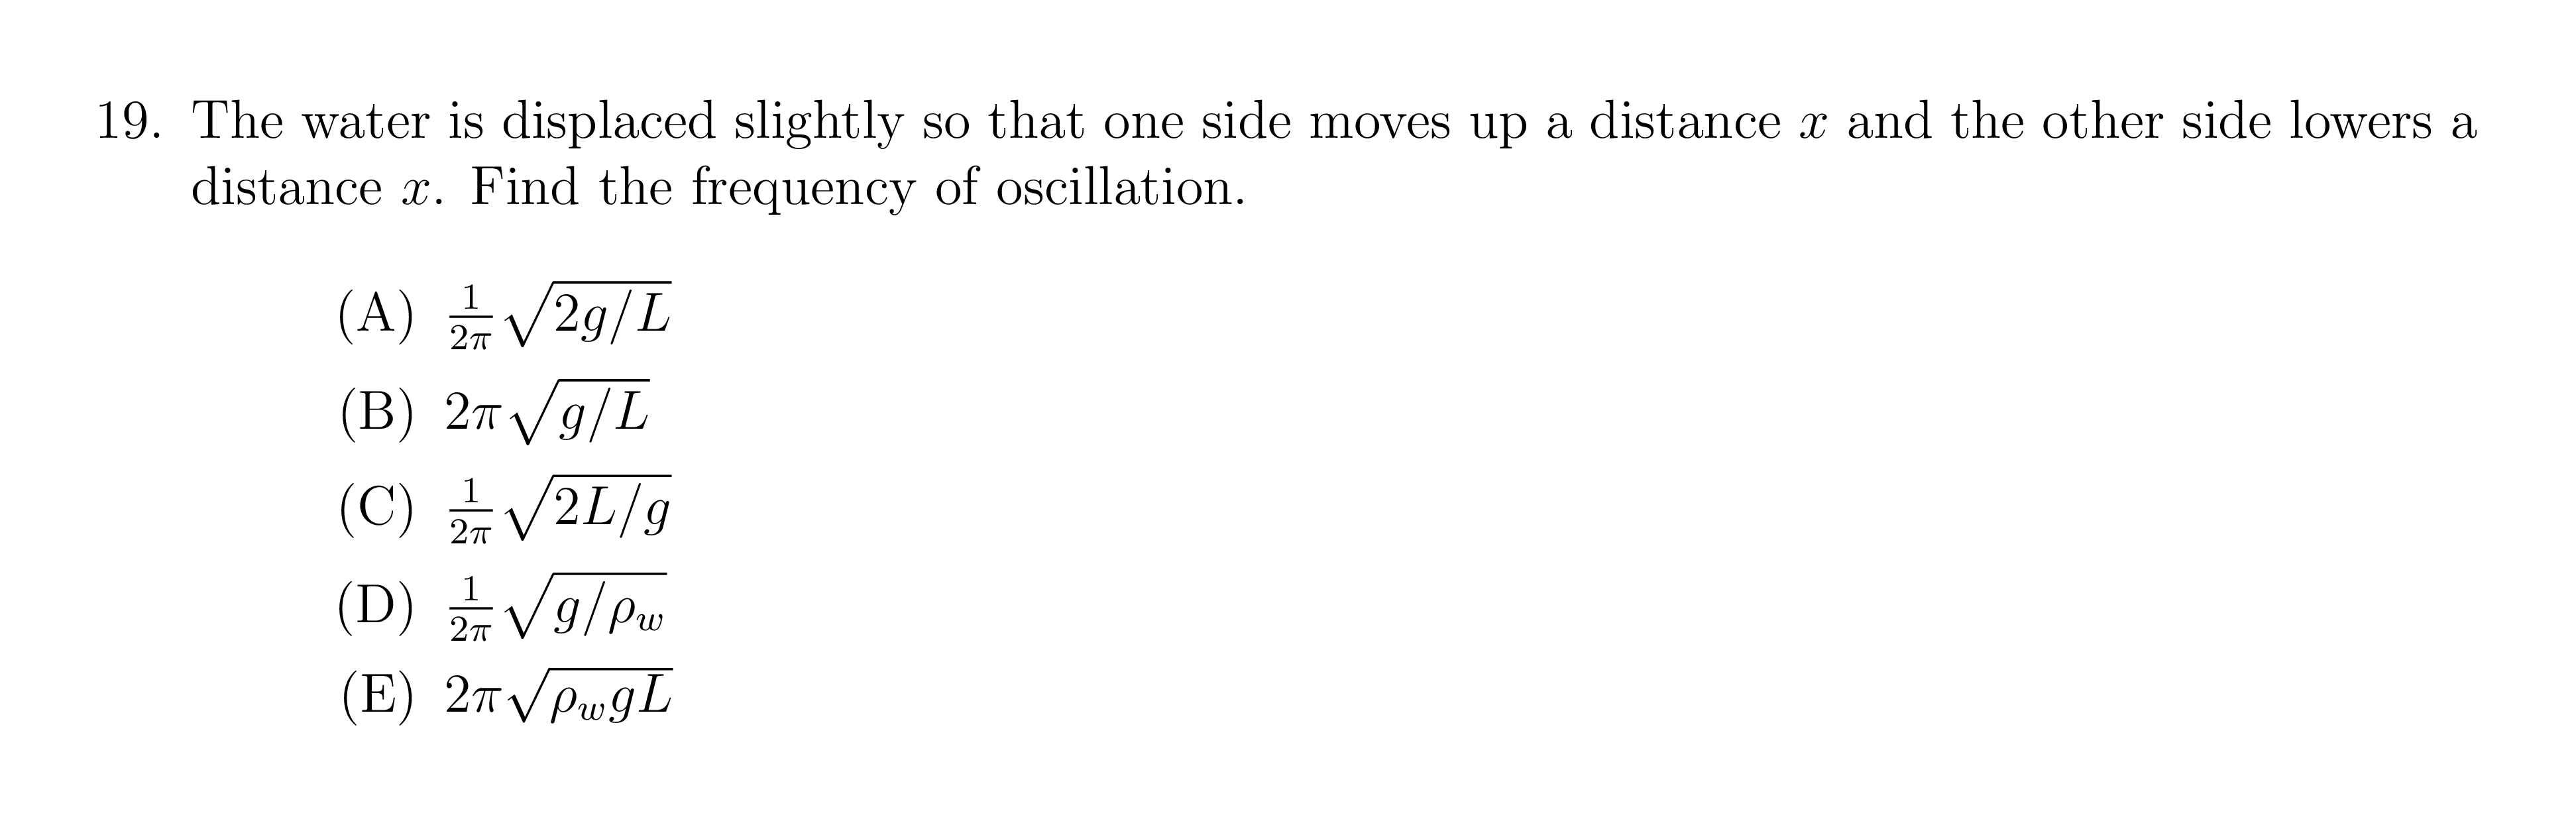 19. The water is displaced slightly so that one side moves up a distance x and the other side lowers a
distance x. Find the frequency of oscillation.
(A) \frac{1}{2\pi}\sqrt{2g/L}
(B) 2\pi\sqrt{g/L}
(C) \frac{1}{2\pi}\sqrt{2L/g}
(D) \frac{1}{2\pi}\sqrt{g/\rho_w}
(E) 2\pi\sqrt{\rho_w gL}